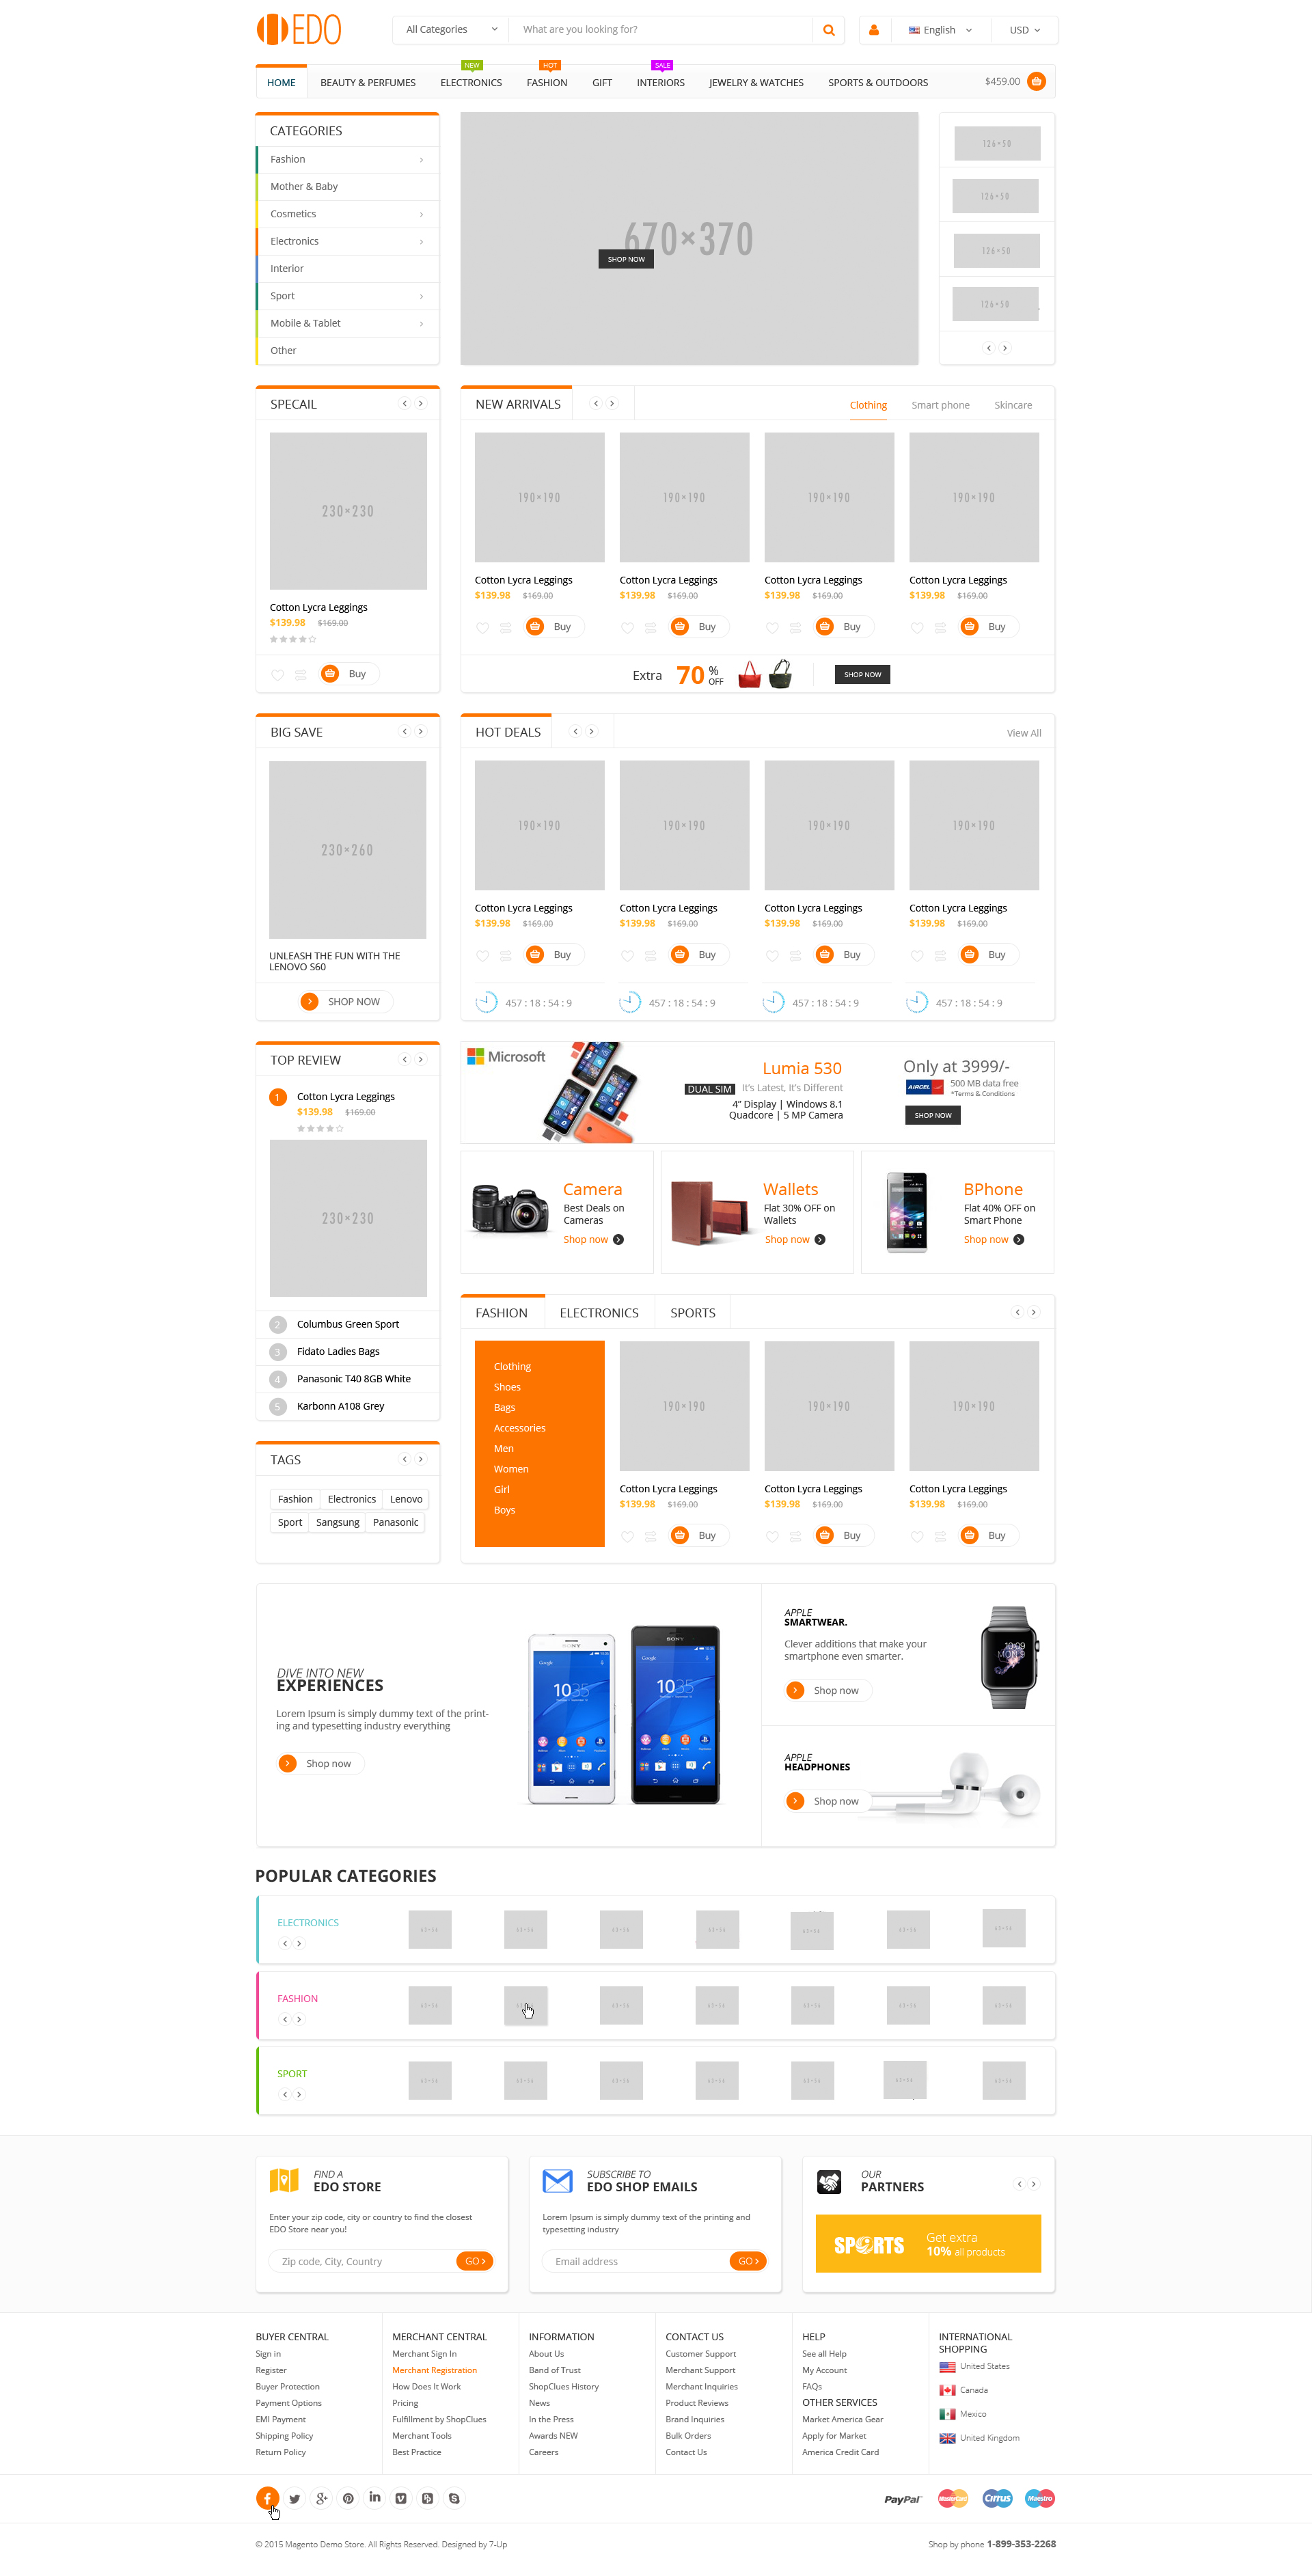 EDO
All Categories
What are you looking for?
English
USD
NEW
HOT
SALE
HOME
BEAUTY & PERFUMES
ELECTRONICS
FASHION
GIFT
INTERIORS
JEWELRY & WATCHES
SPORTS & OUTDOORS
$459.00
CATEGORIES
Fashion
Mother & Baby
Cosmetics
Electronics
Interior
Sport
Mobile & Tablet
Other
670×370
SHOP NOW
126×50
126×50
126×50
126×50
SPECAIL
230×230
Cotton Lycra Leggings
$139.98 $169.00
Buy
NEW ARRIVALS
Clothing
Smart phone
Skincare
190×190
190×190
190×190
190×190
Cotton Lycra Leggings
Cotton Lycra Leggings
Cotton Lycra Leggings
Cotton Lycra Leggings
$139.98 $169.00
$139.98 $169.00
$139.98 $169.00
$139.98 $169.00
Buy
Buy
Buy
Buy
Extra 70 % OFF
SHOP NOW
BIG SAVE
230×260
UNLEASH THE FUN WITH THE
LENOVO S60
SHOP NOW
HOT DEALS
View All
190×190
190×190
190×190
190×190
Cotton Lycra Leggings
Cotton Lycra Leggings
Cotton Lycra Leggings
Cotton Lycra Leggings
$139.98 $169.00
$139.98 $169.00
$139.98 $169.00
$139.98 $169.00
Buy
Buy
Buy
Buy
457 : 18 : 54 : 9
457 : 18 : 54 : 9
457 : 18 : 54 : 9
457 : 18 : 54 : 9
TOP REVIEW
1
Cotton Lycra Leggings
$139.98 $169.00
230×230
2 Columbus Green Sport
3 Fidato Ladies Bags
4 Panasonic T40 8GB White
5 Karbonn A108 Grey
Microsoft
Lumia 530
DUAL SIM It's Latest, It's Different
4" Display | Windows 8.1
Quadcore | 5 MP Camera
Only at 3999/-
AIRCEL
500 MB data free
*Terms & Conditions
SHOP NOW
Camera
Best Deals on
Cameras
Shop now
Wallets
Flat 30% OFF on
Wallets
Shop now
BPhone
Flat 40% OFF on
Smart Phone
Shop now
TAGS
Fashion
Electronics
Lenovo
Sport
Sangsung
Panasonic
FASHION
ELECTRONICS
SPORTS
Clothing
Shoes
Bags
Accessories
Men
Women
Girl
Boys
190×190
190×190
190×190
Cotton Lycra Leggings
Cotton Lycra Leggings
Cotton Lycra Leggings
$139.98 $169.00
$139.98 $169.00
$139.98 $169.00
Buy
Buy
Buy
DIVE INTO NEW
EXPERIENCES
Lorem Ipsum is simply dummy text of the print-
ing and typesetting industry everything
Shop now
SONY
SONY
Google
Google
10:35
10:35
APPLE
SMARTWEAR.
Clever additions that make your
smartphone even smarter.
Shop now
10:09
MON 9
APPLE
HEADPHONES
Shop now
POPULAR CATEGORIES
ELECTRONICS
FASHION
SPORT
FIND A
EDO STORE
Enter your zip code, city or country to find the closest
EDO Store near you!
Zip code, City, Country
GO
SUBSCRIBE TO
EDO SHOP EMAILS
Lorem Ipsum is simply dummy text of the printing and
typesetting industry
Email address
GO
OUR
PARTNERS
SPORTS
Get extra
10% all products
BUYER CENTRAL
Sign in
Register
Buyer Protection
Payment Options
EMI Payment
Shipping Policy
Return Policy
MERCHANT CENTRAL
Merchant Sign In
Merchant Registration
How Does It Work
Pricing
Fulfillment by ShopClues
Merchant Tools
Best Practice
INFORMATION
About Us
Band of Trust
ShopClues History
News
In the Press
Awards NEW
Careers
CONTACT US
Customer Support
Merchant Support
Merchant Inquiries
Product Reviews
Brand Inquiries
Bulk Orders
Contact Us
HELP
See all Help
My Account
FAQs
OTHER SERVICES
Market America Gear
Apply for Market
America Credit Card
INTERNATIONAL
SHOPPING
United States
Canada
Mexico
United Kingdom
PayPal
MasterCard
Cirrus
Maestro
© 2015 Magento Demo Store. All Rights Reserved. Designed by 7-Up
Shop by phone 1-899-353-2268